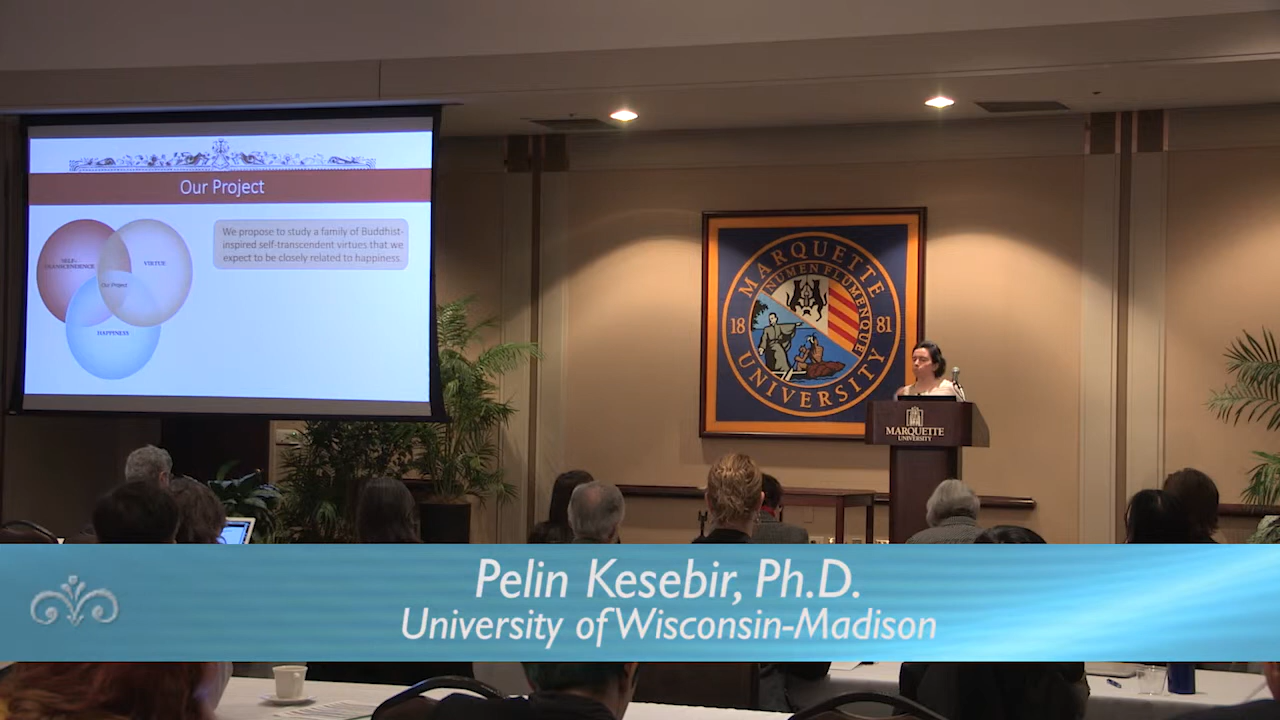 Our Project
SELF-
TRANSCENDENCE
VIRTUE
Our Project
HAPPINESS
We propose to study a family of Buddhist-
inspired self-transcendent virtues that we
expect to be closely related to happiness.
MARQUETTE
NUMEN FLUMENQUE
18 81
UNIVERSITY
MARQUETTE
UNIVERSITY
Pelin Kesebir, Ph.D.
University of Wisconsin-Madison